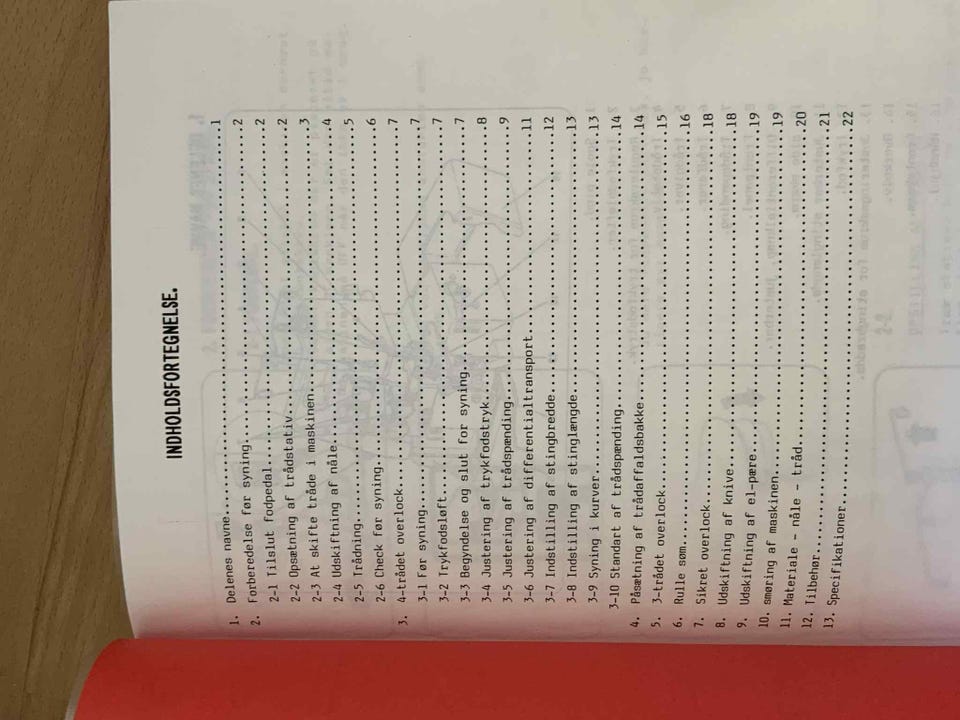 INDHOLDSFORTEGNELSE.
1. Delenes navne..........1
2. Forberedelse før syning..........2
2-1 Tilslut fodpedal..........2
2-2 Opsætning af trådstativ..........2
2-3 At skifte tråde i maskinen..........3
2-4 Udskiftning af nåle..........4
2-5 Trådning..........5
2-6 Check før syning..........6
3. 4-trådet overlock..........7
3-1 Før syning..........7
3-2 Trykfodsløft..........7
3-3 Begyndelse og slut for syning..........7
3-4 Justering af trykfodstryk..........8
3-5 Justering af trådspænding..........9
3-6 Justering af differentialtransport..........11
3-7 Indstilling af stingbredde..........12
3-8 Indstilling af stinglængde..........13
3-9 Syning i kurver..........13
3-10 Standart af trådspænding..........14
4. Påsætning af trådaffaldsbakke..........14
5. 3-trådet overlock..........15
6. Rulle søm..........16
7. Sikret overlock..........18
8. Udskiftning af knive..........18
9. Udskiftning af el-pære..........19
10. smøring af maskinen..........19
11. Materiale - nåle - tråd..........20
12. Tilbehør..........21
13. Specifikationer..........22